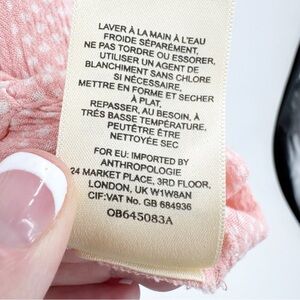 LAVER À LA MAIN À L'EAU
FROIDE SÉPARÉMENT,
NE PAS TORDRE OU ESSORER,
UTILISER UN AGENT DE
BLANCHIMENT SANS CHLORE
SI NÉCESSAIRE,
METTRE EN FORME ET SECHER
À PLAT,
REPASSER, AU BESOIN, À
TRÉS BASSE TEMPÉRATURE,
PEUTÊTRE ÊTRE
NETTOYÉE SEC
FOR EU: IMPORTED BY
ANTHROPOLOGIE
24 MARKET PLACE, 3RD FLOOR,
LONDON, UK W1W8AN
CIF:VAT No. GB 684936
OB645083A